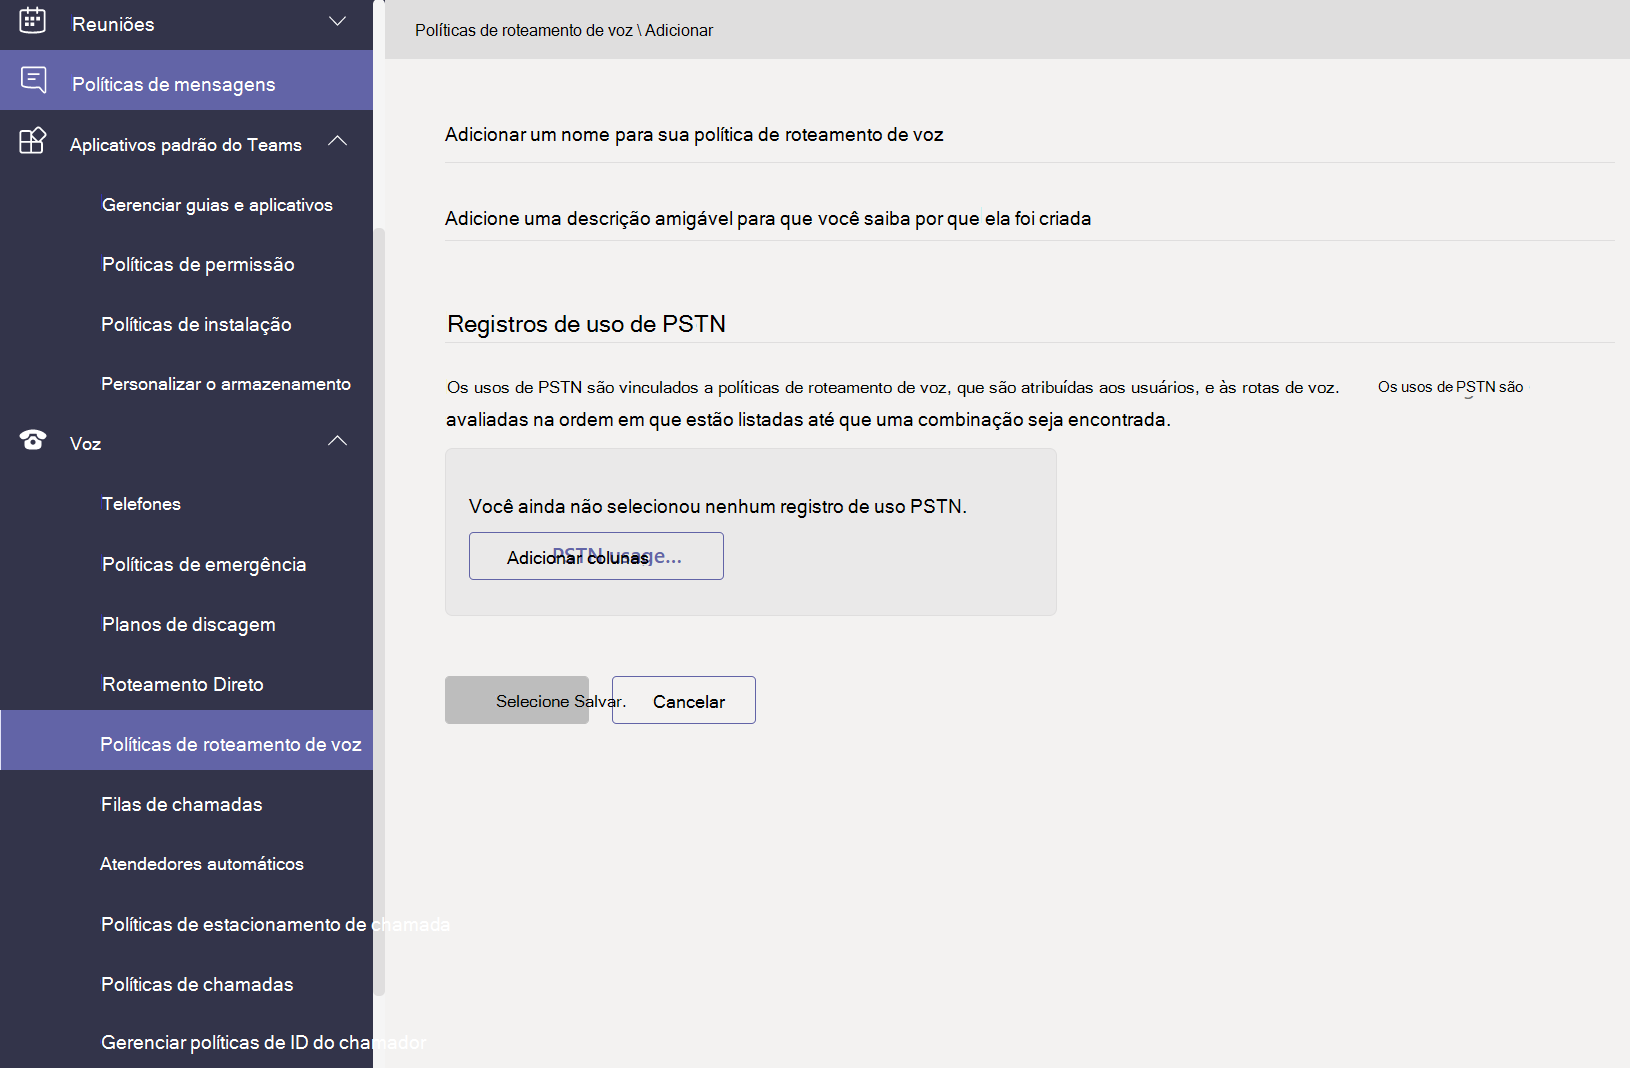 Reuniões
Políticas de mensagens
Aplicativos padrão do Teams
Gerenciar guias e aplicativos
Políticas de permissão
Políticas de instalação
Personalizar o armazenamento
Voz
Telefones
Políticas de emergência
Planos de discagem
Roteamento Direto
Políticas de roteamento de voz
Filas de chamadas
Atendedores automáticos
Políticas de estacionamento de chamada
Políticas de chamadas
Gerenciar políticas de ID do chamador
Políticas de roteamento de voz \ Adicionar
Adicionar um nome para sua política de roteamento de voz
Adicione uma descrição amigável para que você saiba por que ela foi criada
Registros de uso de PSTN
Os usos de PSTN são vinculados a políticas de roteamento de voz, que são atribuídas aos usuários, e às rotas de voz. Os usos de PSTN são
avaliadas na ordem em que estão listadas até que uma combinação seja encontrada.
Você ainda não selecionou nenhum registro de uso PSTN.
Adicionar colunas
PSTN usage...
Selecione Salvar.
Cancelar